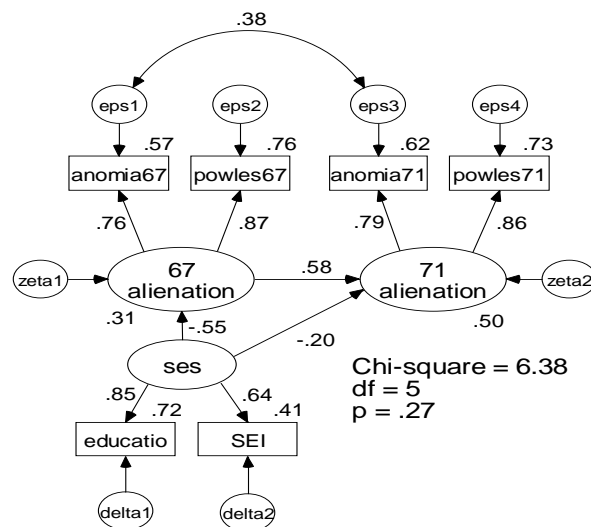 .38
eps1 eps2 eps3 eps4
.57 .76 .62 .73
anomia67 powles67 anomia71 powles71
.76 .87 .79 .86
zeta1 67 .58 71 zeta2
alienation alienation
.31 -.55 .50
-.20
ses
Chi-square = 6.38
.85 .64 df = 5
.72 .41 p = .27
educatio SEI
delta1 delta2